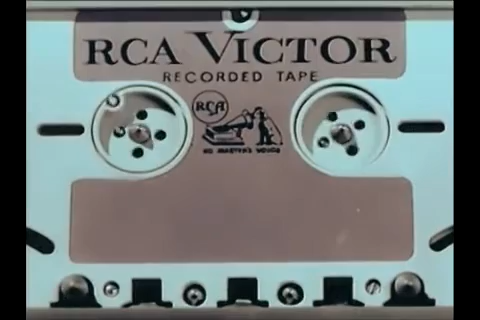 RCA VICTOR
RECORDED TAPE
RCA
"HIS MASTER'S VOICE"